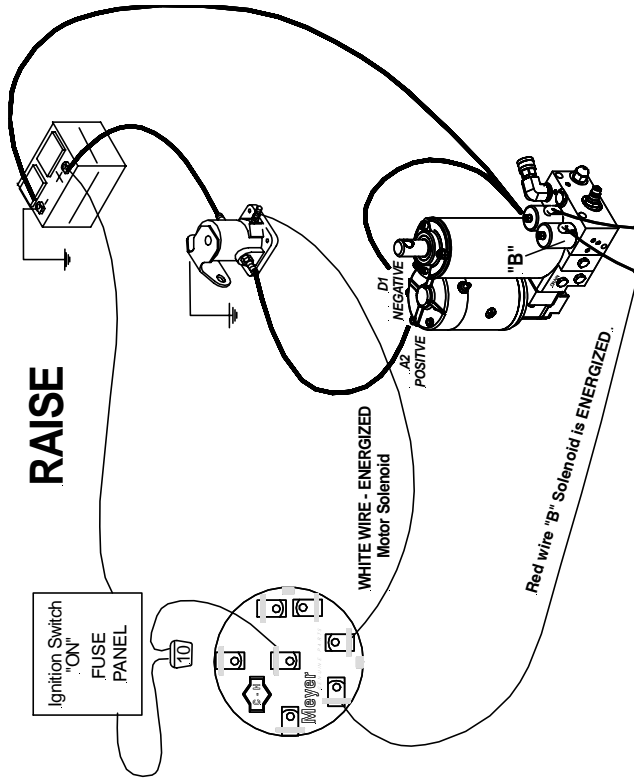 RAISE
Ignition Switch
"ON"
FUSE
PANEL
10
C - H
Meyer
WHITE WIRE - ENERGIZED
Motor Solenoid
A2
POSITVE
D1
NEGATIVE
"B"
Red wire "B" Solenoid is ENERGIZED
- +